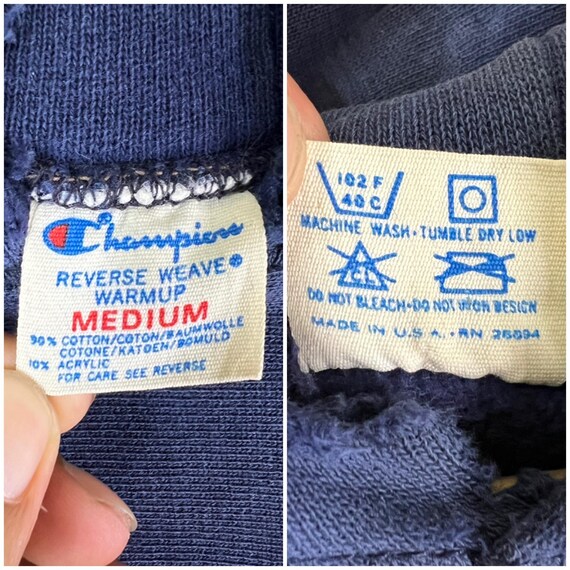 Champion
REVERSE WEAVE®
WARMUP
MEDIUM
90% COTTON/COTON/BAUMWOLLE
COTONE/KATOEN/BOMULD
10% ACRYLIC
FOR CARE SEE REVERSE
102 F
40 C
MACHINE WASH·TUMBLE DRY LOW
CL
DO NOT BLEACH·DO NOT IRON DESIGN
MADE IN U.S.A.·RN 26694